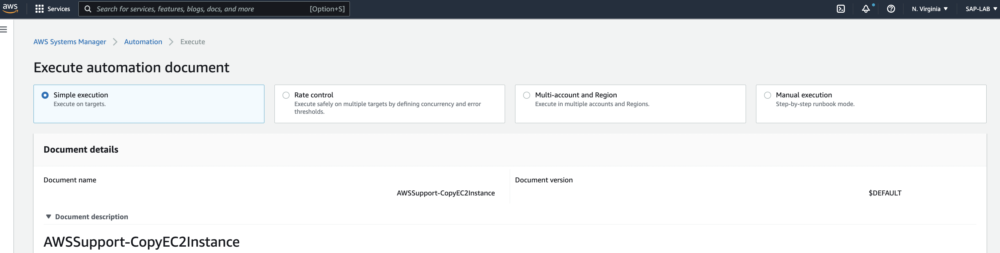 aws Services Search for services, features, blogs, docs, and more [Option+S] N. Virginia SAP-LAB
AWS Systems Manager Automation Execute
Execute automation document
Simple execution
Execute on targets.
Rate control
Execute safely on multiple targets by defining concurrency and error
thresholds.
Multi-account and Region
Execute in multiple accounts and Regions.
Manual execution
Step-by-step runbook mode.
Document details
Document name
AWSSupport-CopyEC2Instance
Document version
$DEFAULT
Document description
AWSSupport-CopyEC2Instance